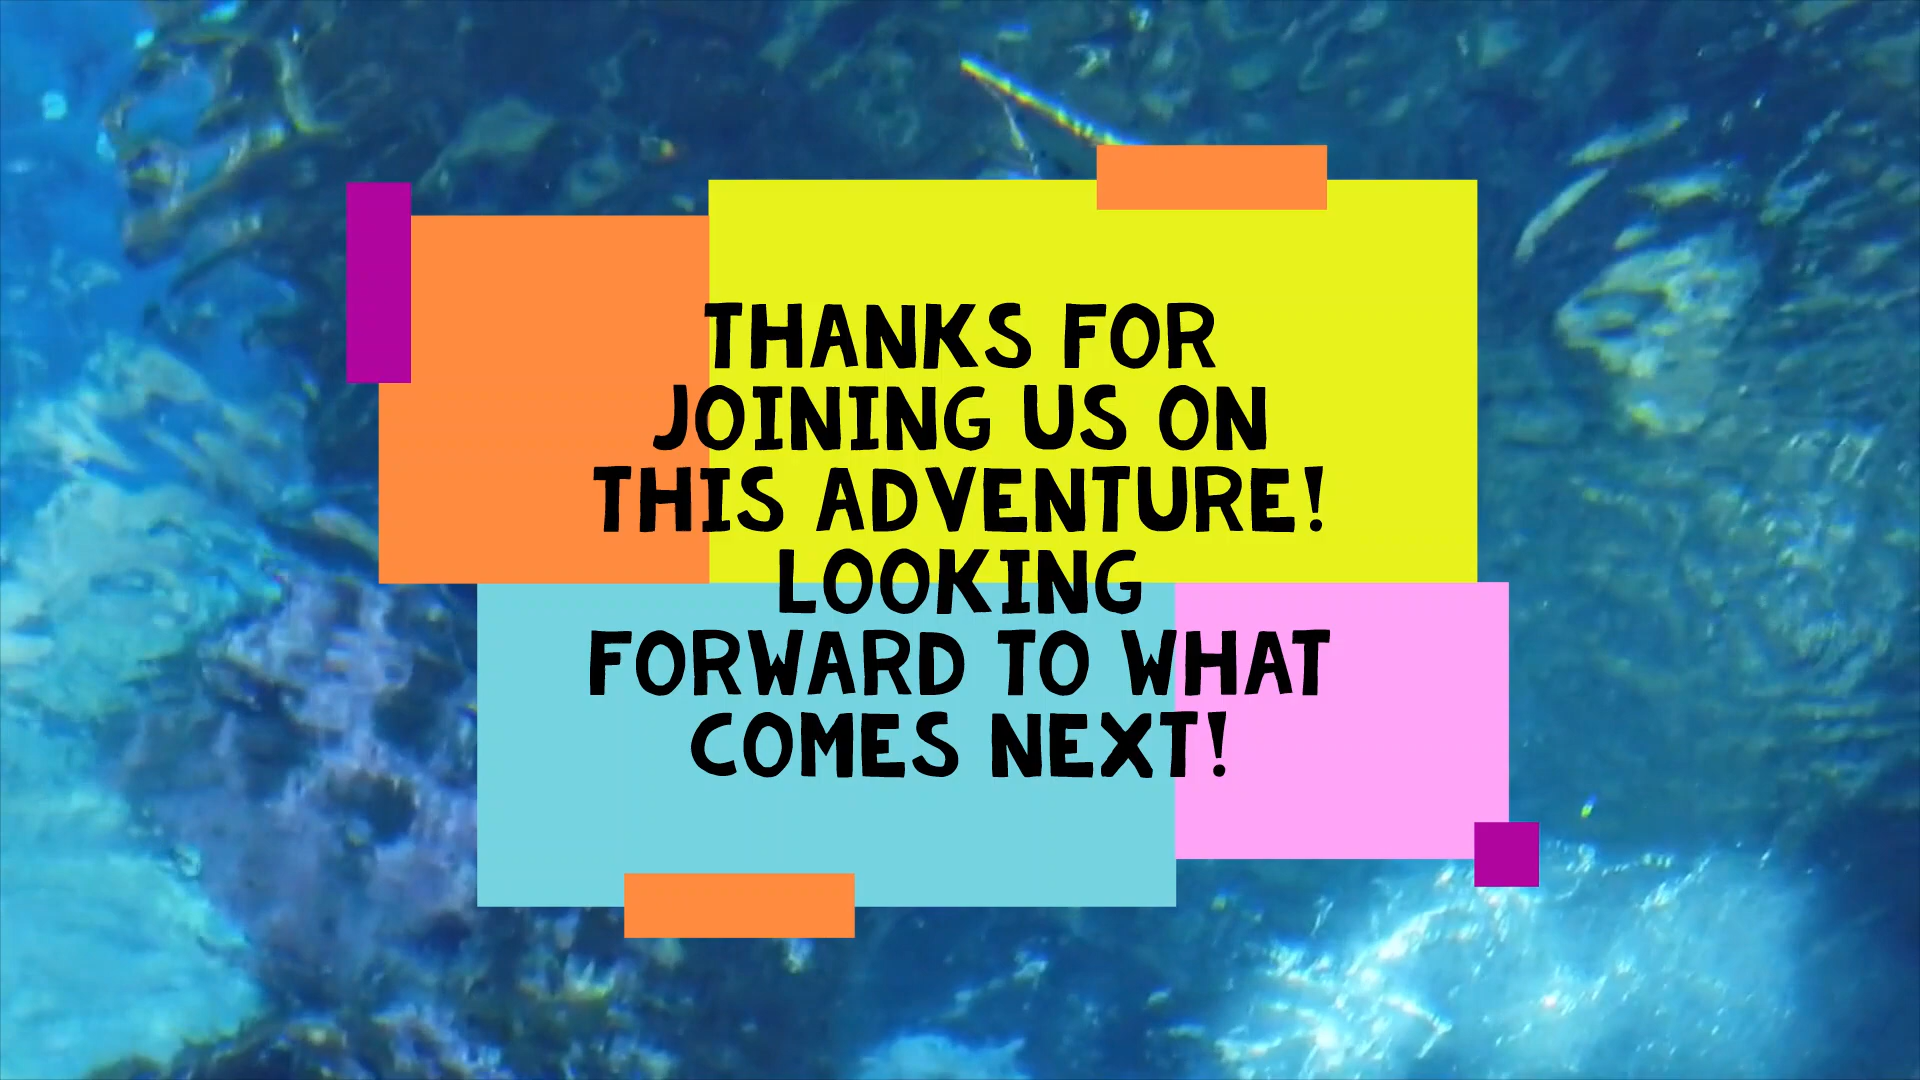 THANKS FOR
JOINING US ON
THIS ADVENTURE!
LOOKING
FORWARD TO WHAT
COMES NEXT!